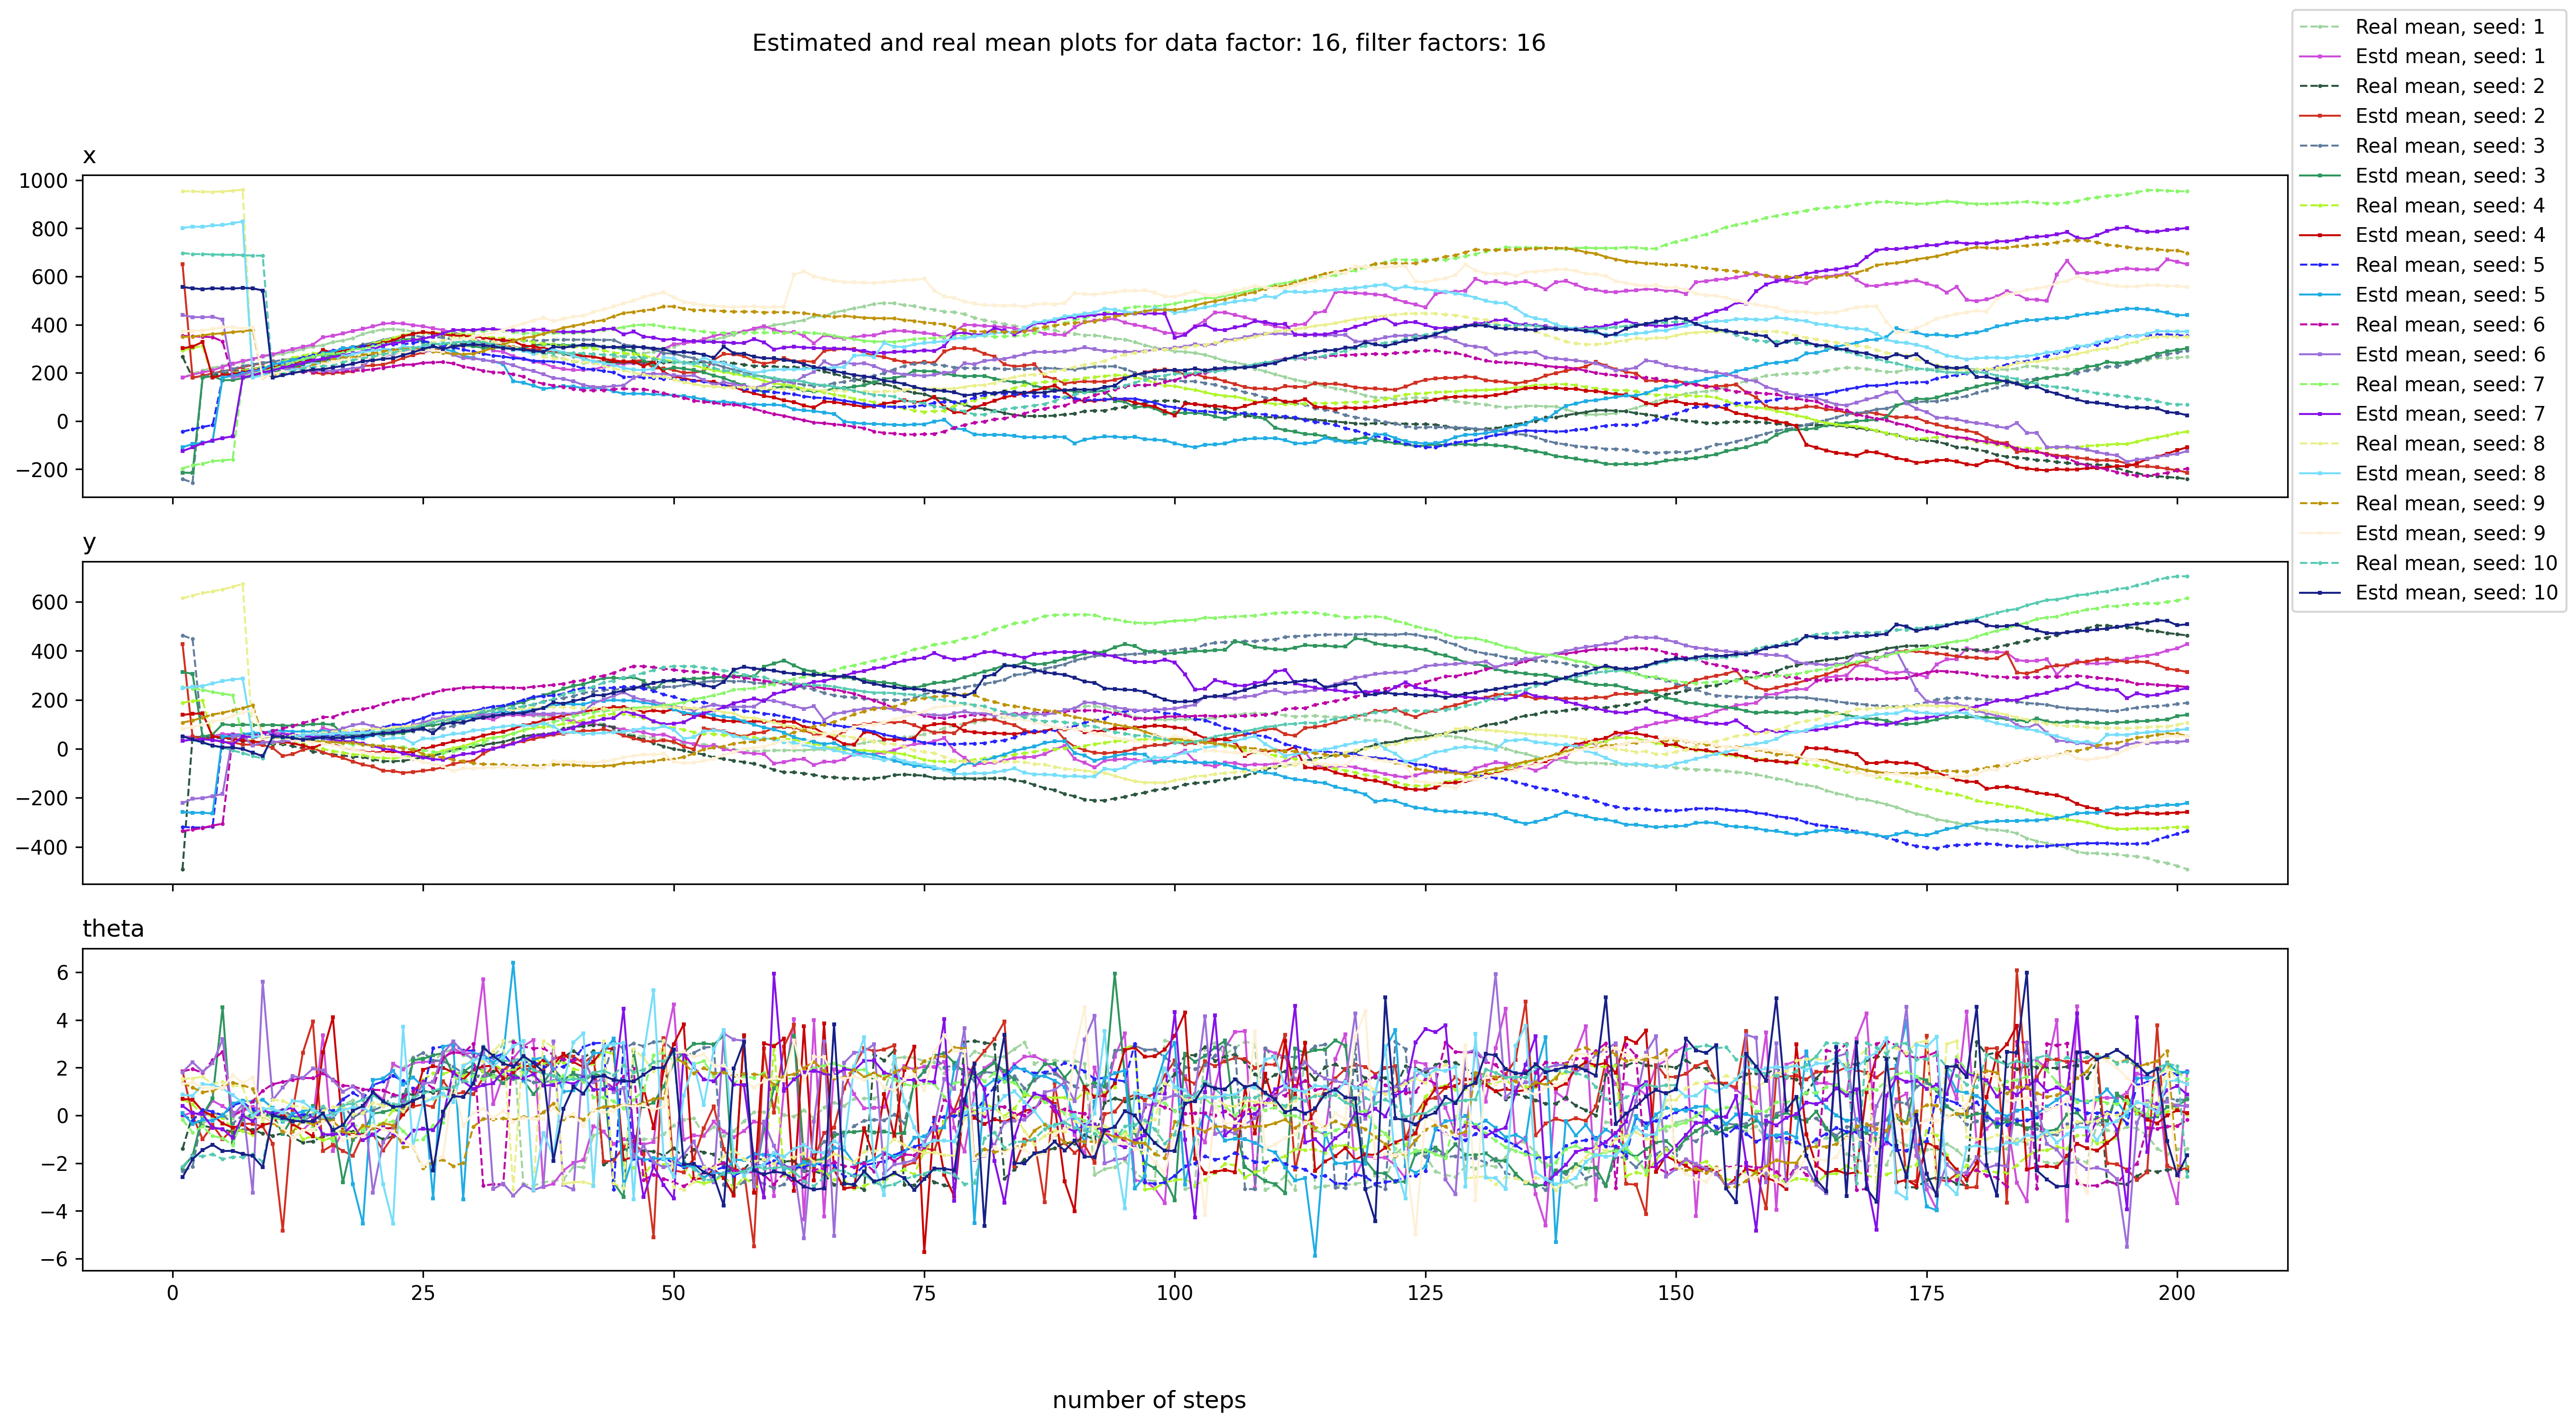 Estimated and real mean plots for data factor: 16, filter factors: 16
x
1000
800
600
400
200
0
−200
y
600
400
200
0
−200
−400
theta
6
4
2
0
−2
−4
−6
0 25 50 75 100 125 150 175 200
number of steps
Real mean, seed: 1
Estd mean, seed: 1
Real mean, seed: 2
Estd mean, seed: 2
Real mean, seed: 3
Estd mean, seed: 3
Real mean, seed: 4
Estd mean, seed: 4
Real mean, seed: 5
Estd mean, seed: 5
Real mean, seed: 6
Estd mean, seed: 6
Real mean, seed: 7
Estd mean, seed: 7
Real mean, seed: 8
Estd mean, seed: 8
Real mean, seed: 9
Estd mean, seed: 9
Real mean, seed: 10
Estd mean, seed: 10